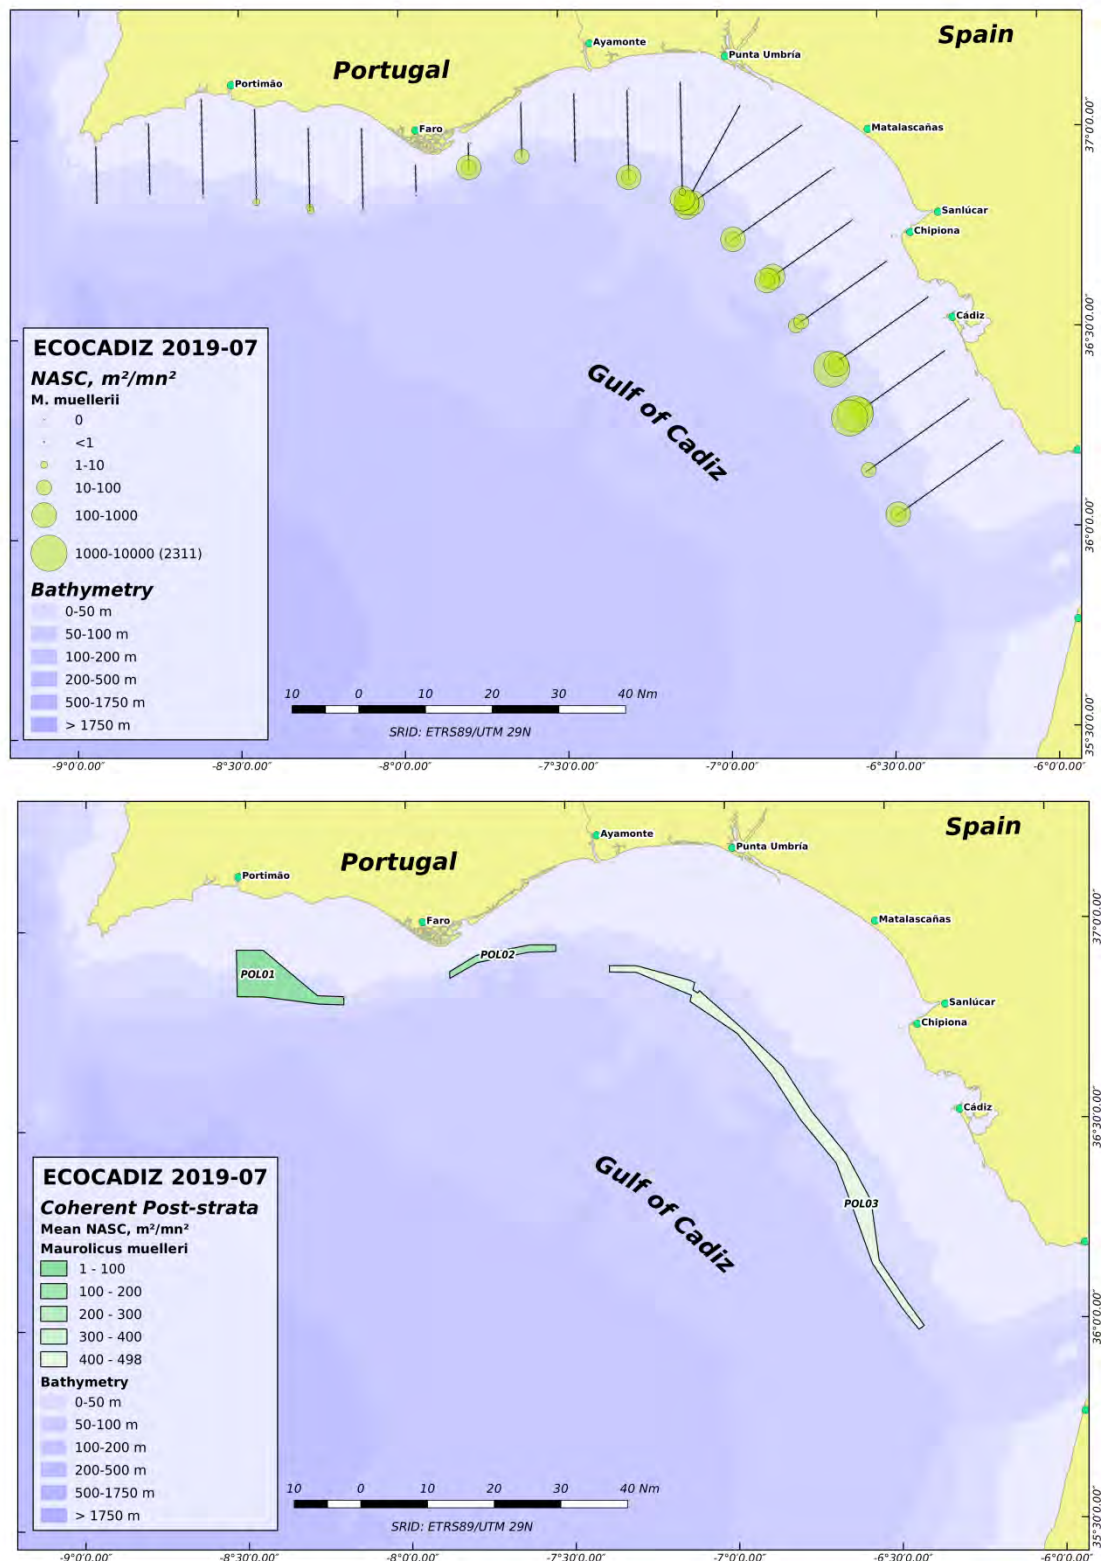 Spain
Ayamonte
Punta Umbría
Portugal
Portimão
Faro
Matalascañas
37°0'0.00"
Sanlúcar
Chipiona
Cádiz
36°30'0.00"
Gulf of Cadiz
ECOCADIZ 2019-07
NASC, m²/mn²
M. muellerii
0
<1
1-10
10-100
100-1000
1000-10000 (2311)
Bathymetry
0-50 m
50-100 m
100-200 m
200-500 m
500-1750 m
> 1750 m
36°0'0.00"
10 0 10 20 30 40 Nm
SRID: ETRS89/UTM 29N
35°30'0.00"
-9°0'0.00" -8°30'0.00" -8°0'0.00" -7°30'0.00" -7°0'0.00" -6°30'0.00" -6°0'0.00"
Spain
Ayamonte
Punta Umbría
Portugal
Portimão
Faro
Matalascañas
37°0'0.00"
POL01
POL02
Sanlúcar
Chipiona
Cádiz
36°30'0.00"
Gulf of Cadiz
POL03
ECOCADIZ 2019-07
Coherent Post-strata
Mean NASC, m²/mn²
Maurolicus muelleri
1 - 100
100 - 200
200 - 300
300 - 400
400 - 498
Bathymetry
0-50 m
50-100 m
100-200 m
200-500 m
500-1750 m
> 1750 m
36°0'0.00"
10 0 10 20 30 40 Nm
SRID: ETRS89/UTM 29N
35°30'0.00"
-9°0'0.00" -8°30'0.00" -8°0'0.00" -7°30'0.00" -7°0'0.00" -6°30'0.00" -6°0'0.00"